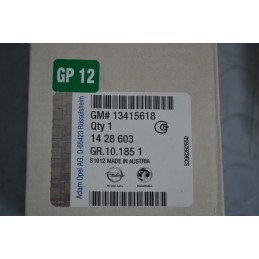 GP 12
GM# 13415618
Qty 1
14 28 603
GR.10.185 1
S1012 MADE IN AUSTRIA
Adam Opel AG, D-65423 Rüsselsheim